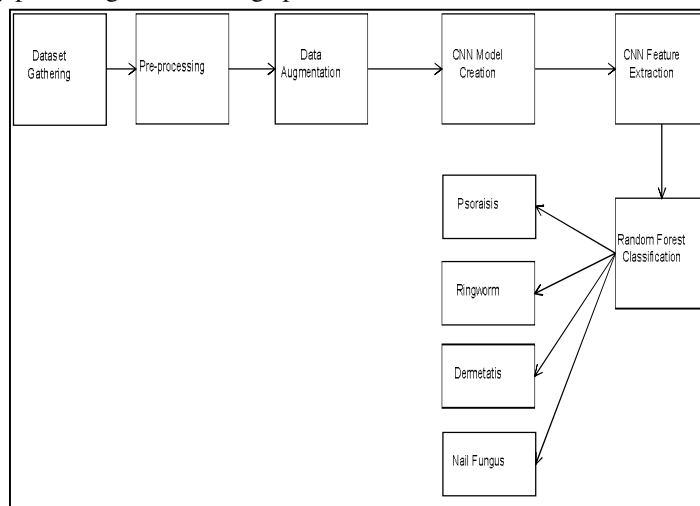 Dataset
Gathering
Pre-processing
Data
Augmentation
CNN Model
Creation
CNN Feature
Extraction
Random Forest
Classification
Psoraisis
Ringworm
Dermetatis
Nail Fungus